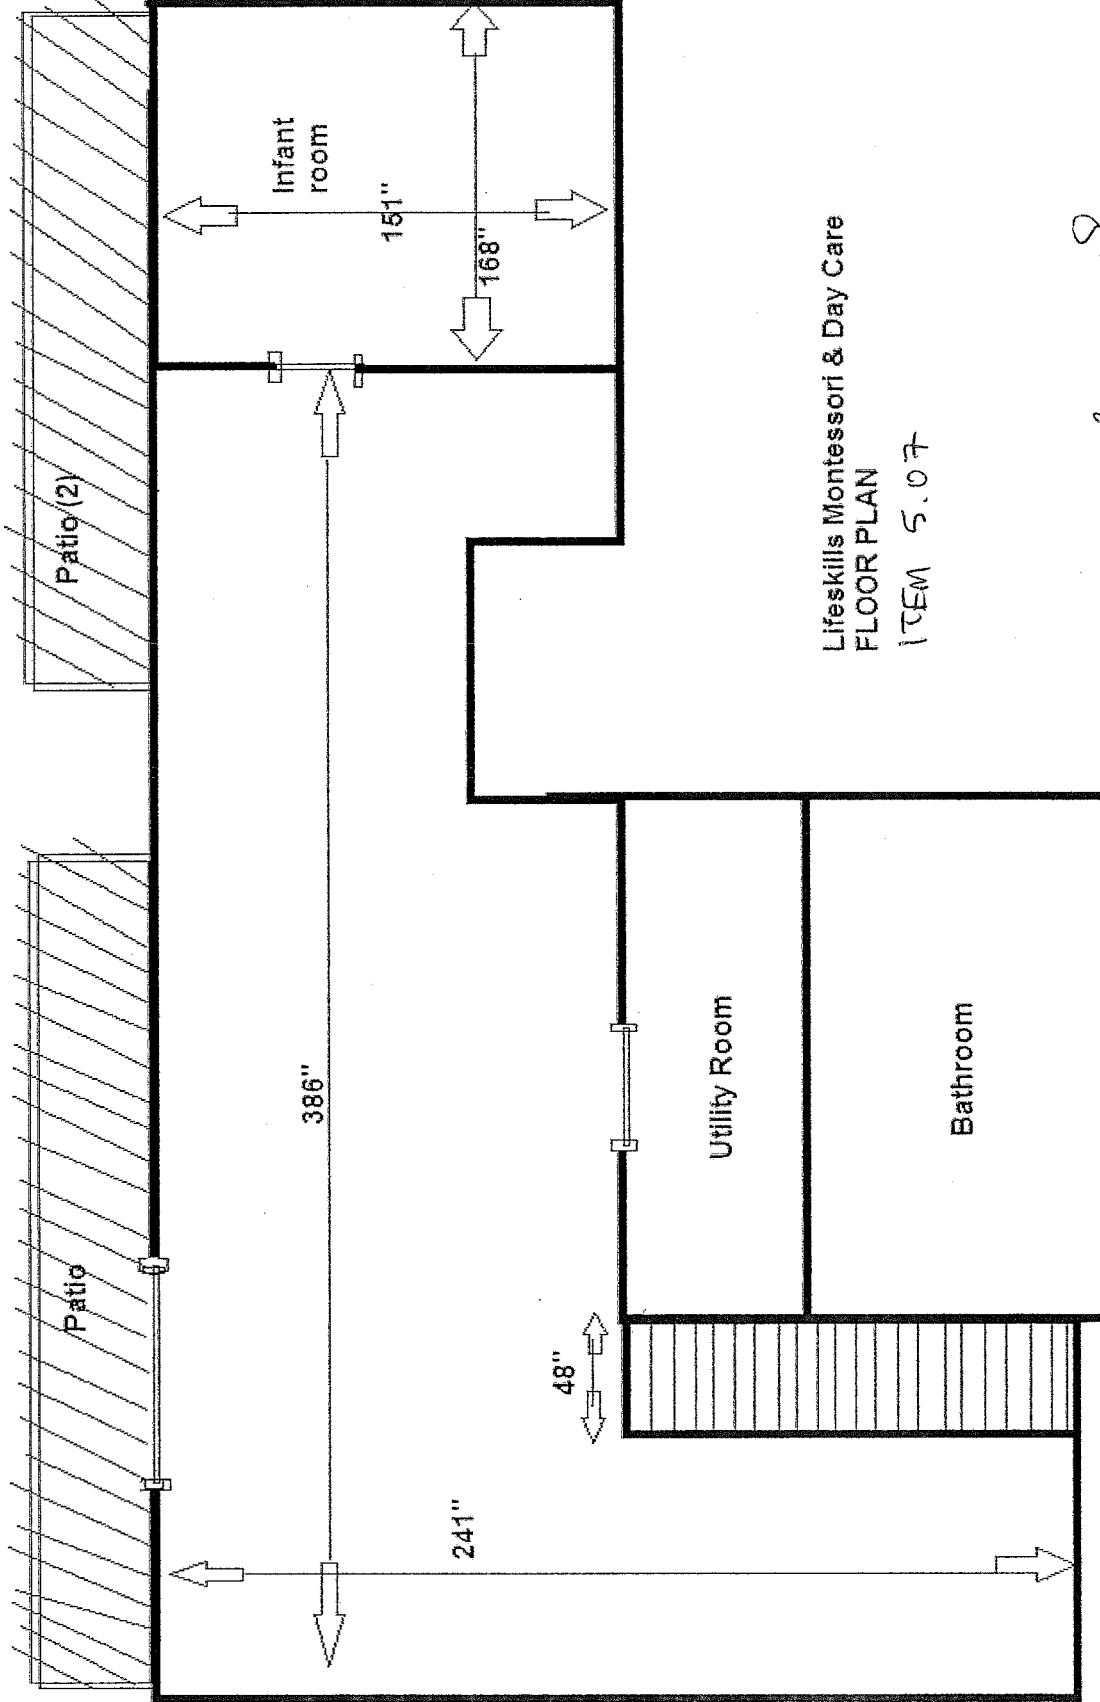 Patio
Patio (2)
386"
241"
48"
151"
168"
Infant
room
Utility Room
Bathroom
Lifeskills Montessori & Day Care
FLOOR PLAN
ITEM 5.07